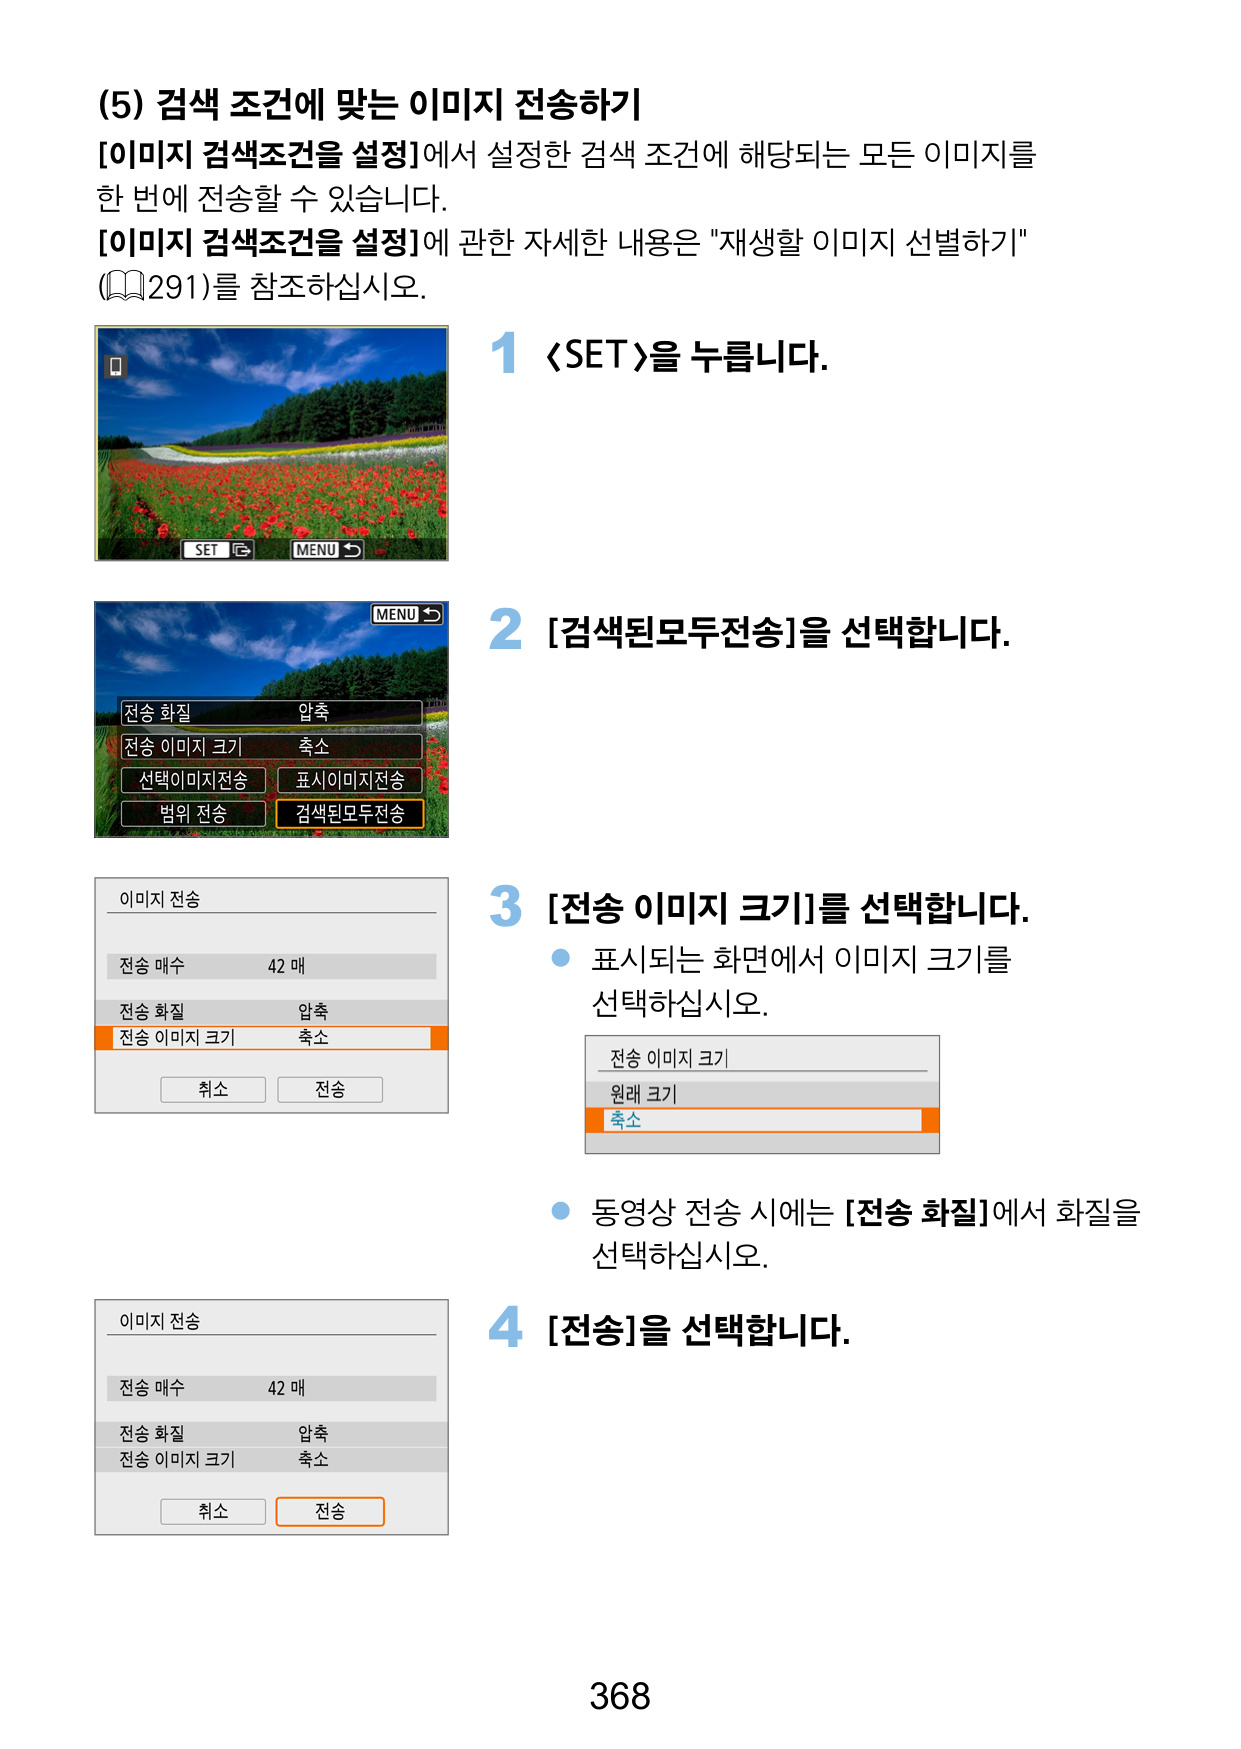 (5) 검색 조건에 맞는 이미지 전송하기
[이미지 검색조건을 설정]에서 설정한 검색 조건에 해당되는 모든 이미지를
한 번에 전송할 수 있습니다.
[이미지 검색조건을 설정]에 관한 자세한 내용은 "재생할 이미지 선별하기"
(291)를 참조하십시오.
1 <SET>을 누릅니다.
SET MENU
2 [검색된모두전송]을 선택합니다.
MENU
전송 화질 압축
전송 이미지 크기 축소
선택이미지전송 표시이미지전송
범위 전송 검색된모두전송
3 [전송 이미지 크기]를 선택합니다.
이미지 전송
전송 매수 42 매
전송 화질 압축
전송 이미지 크기 축소
취소 전송
● 표시되는 화면에서 이미지 크기를
선택하십시오.
전송 이미지 크기
원래 크기
축소
● 동영상 전송 시에는 [전송 화질]에서 화질을
선택하십시오.
4 [전송]을 선택합니다.
이미지 전송
전송 매수 42 매
전송 화질 압축
전송 이미지 크기 축소
취소 전송
368